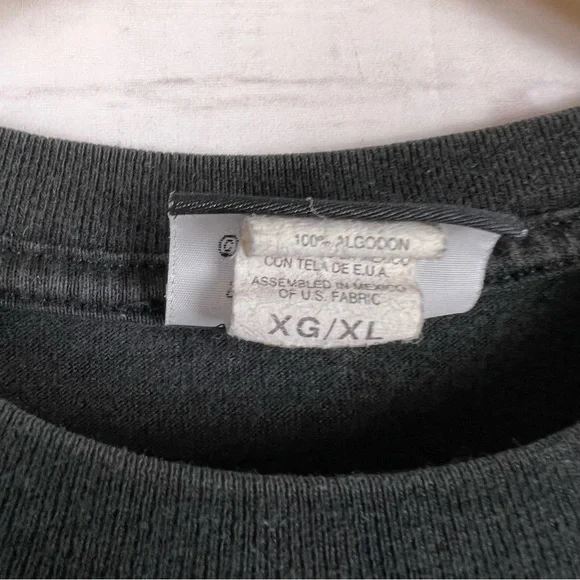 ©
100% ALGODON
CON TELA DE E.U.A.
ASSEMBLED IN MEXICO
OF U.S. FABRIC
XG/XL